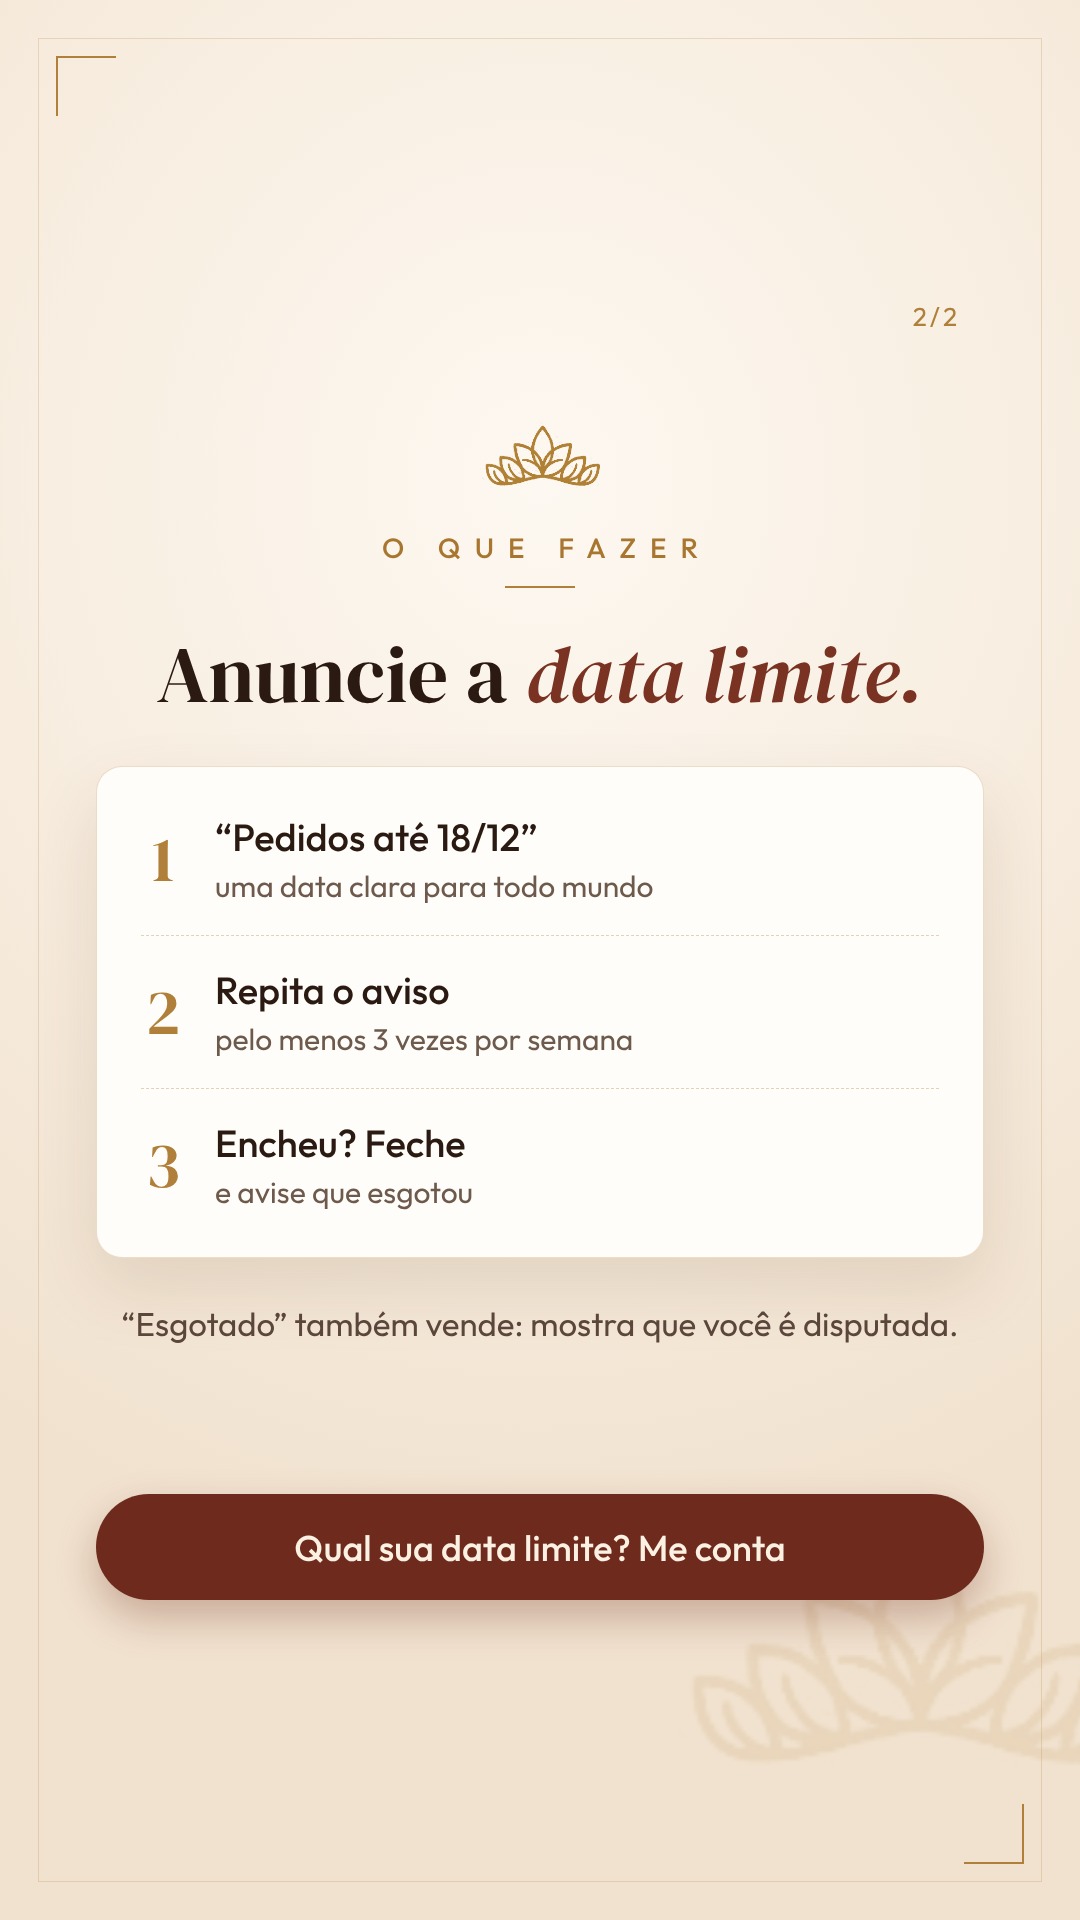 2/2
O QUE FAZER
Anuncie a data limite.
1
“Pedidos até 18/12”
uma data clara para todo mundo
2
Repita o aviso
pelo menos 3 vezes por semana
3
Encheu? Feche
e avise que esgotou
“Esgotado” também vende: mostra que você é disputada.
Qual sua data limite? Me conta